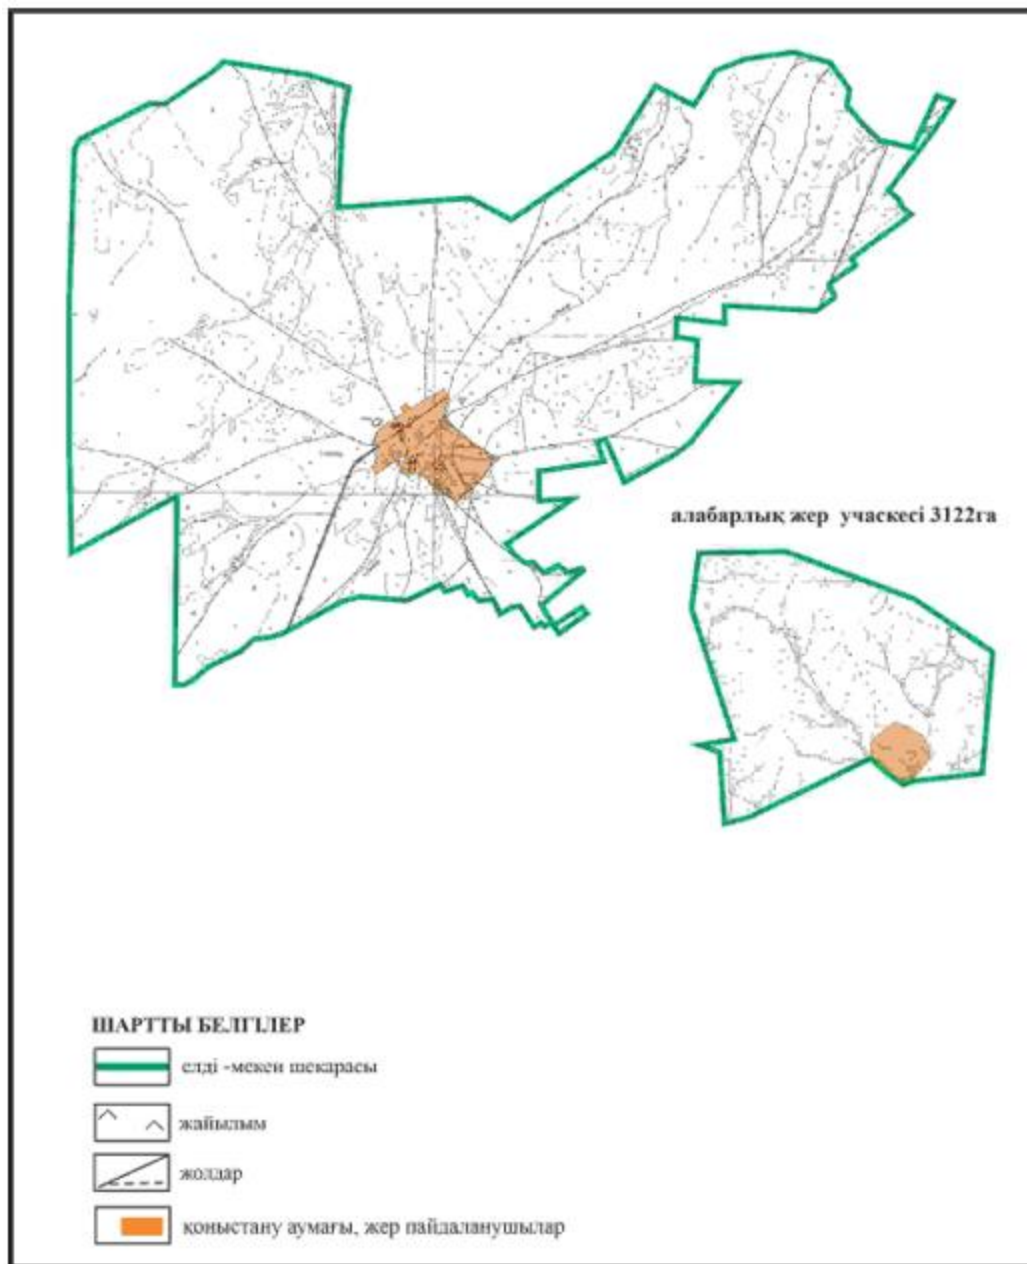 алабарлық жер учаскесі 3122га
ШАРТТЫ БЕЛГІЛЕР
елді -мекен шекарасы
жайылым
жолдар
қоныстану аумағы, жер пайдаланушылар